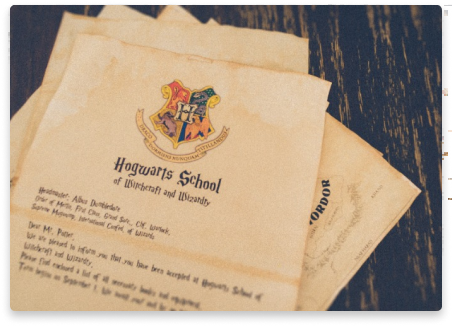 Hogwarts School
of Witchcraft and Wizardry
Headmaster: Albus Dumbledore
Order of Merlin, First Class, Grand Sorc., Chf. Warlock,
Supreme Mugwump, International Confed. of Wizards
Dear Mr. Potter,
We are pleased to inform you that you have been accepted at Hogwarts School of
Witchcraft and Wizardry.
Please find enclosed a list of all necessary books and equipment.
Term begins on September 1. We await your owl by no
ORDOR